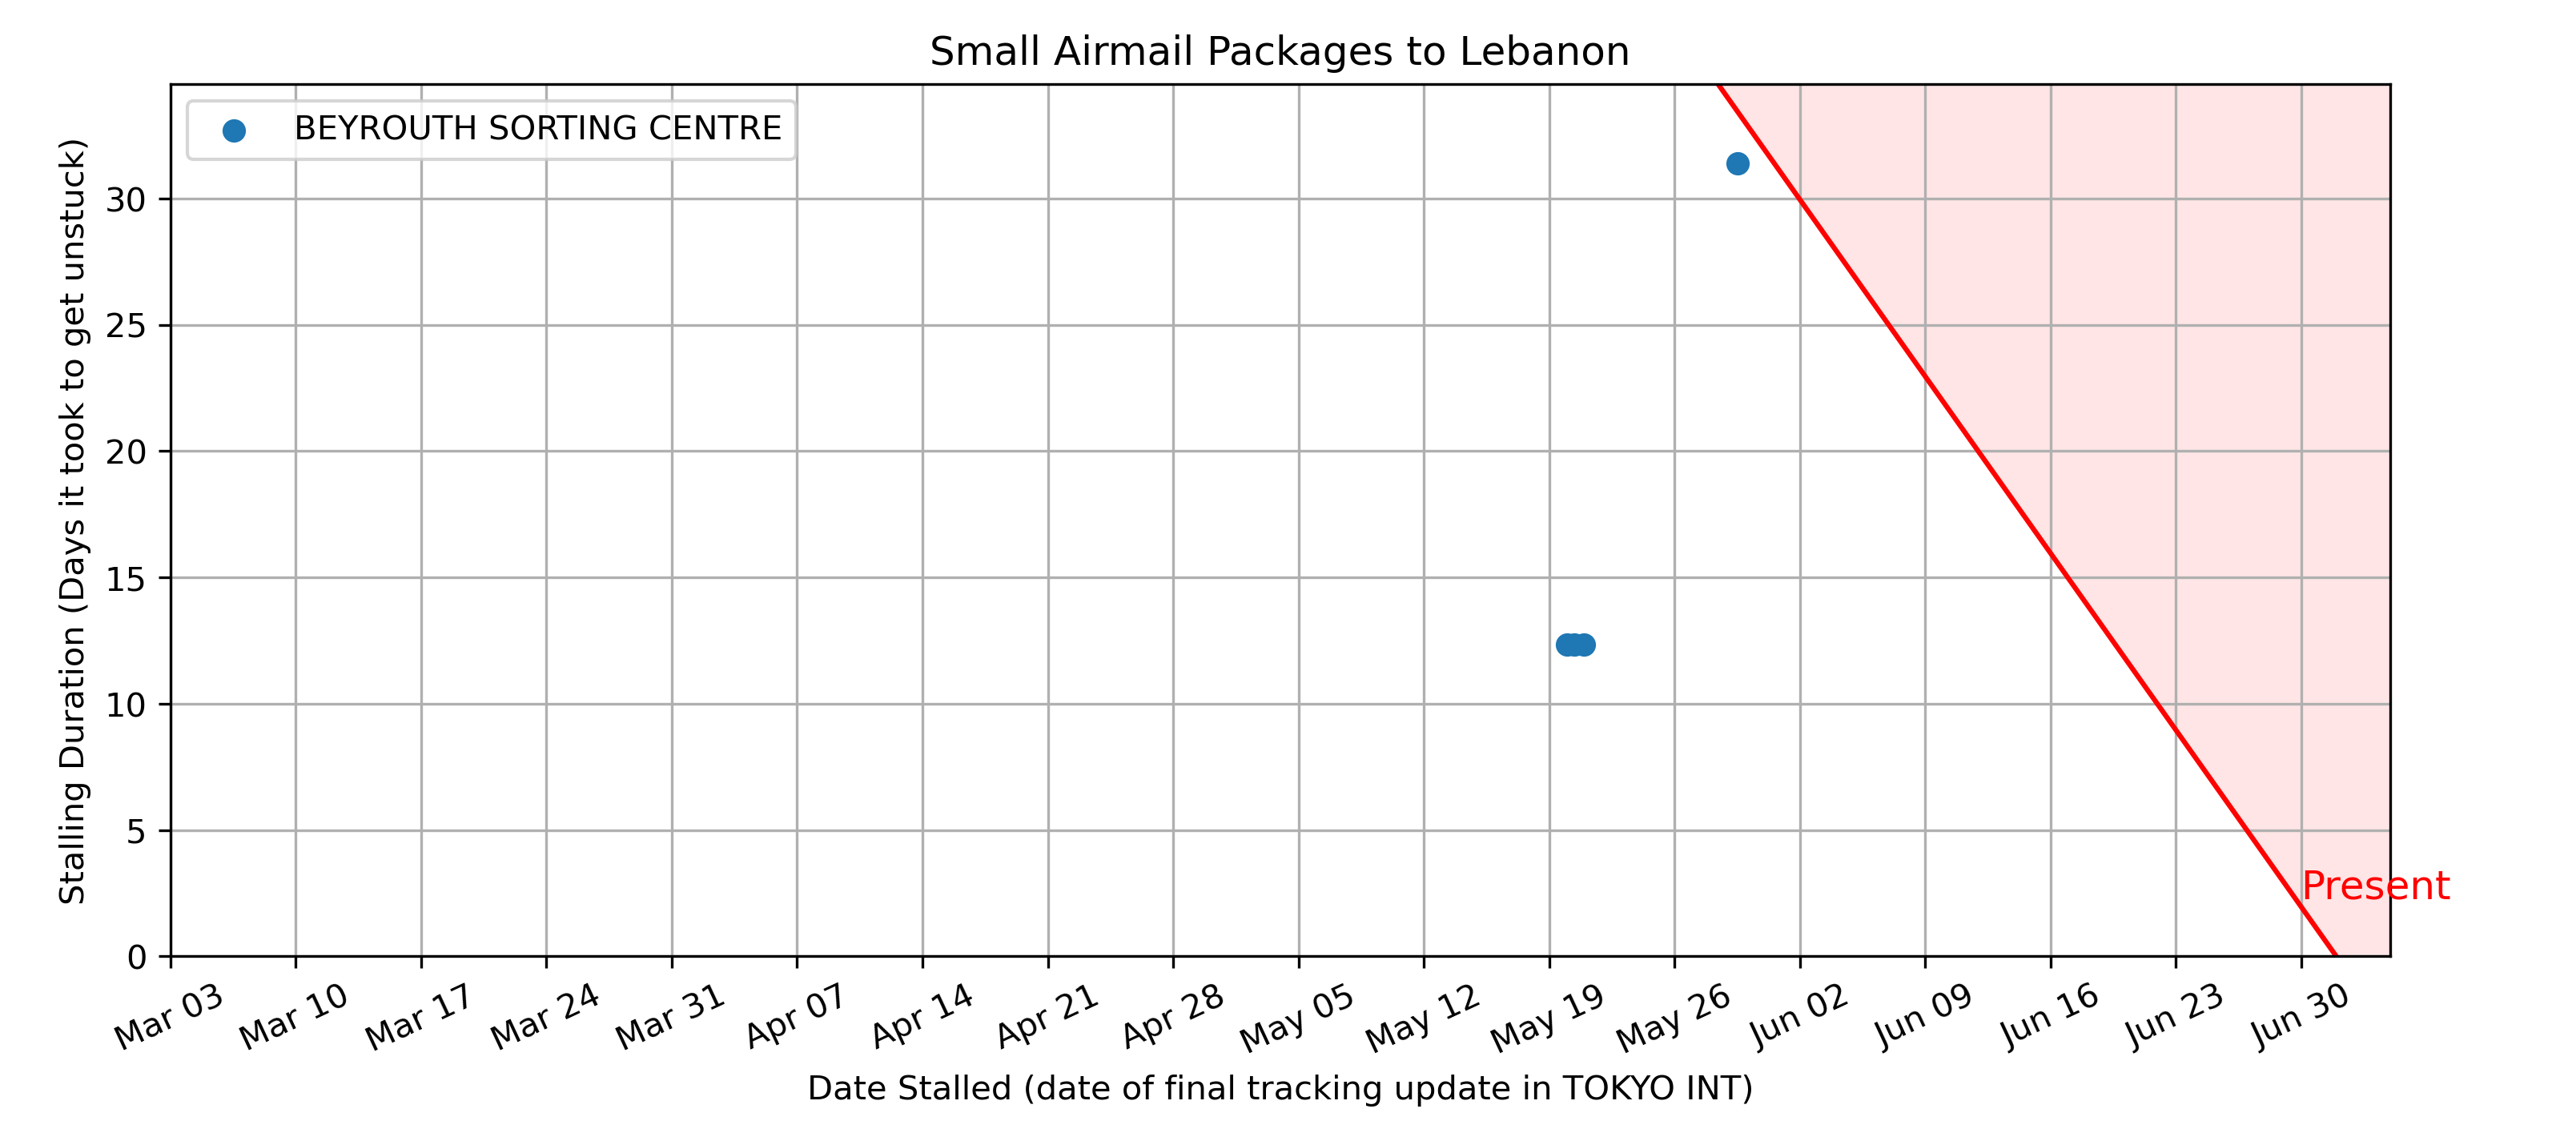 Small Airmail Packages to Lebanon
BEYROUTH SORTING CENTRE
Stalling Duration (Days it took to get unstuck)
30
25
20
15
10
5
0
Present
Mar 03
Mar 10
Mar 17
Mar 24
Mar 31
Apr 07
Apr 14
Apr 21
Apr 28
May 05
May 12
May 19
May 26
Jun 02
Jun 09
Jun 16
Jun 23
Jun 30
Date Stalled (date of final tracking update in TOKYO INT)